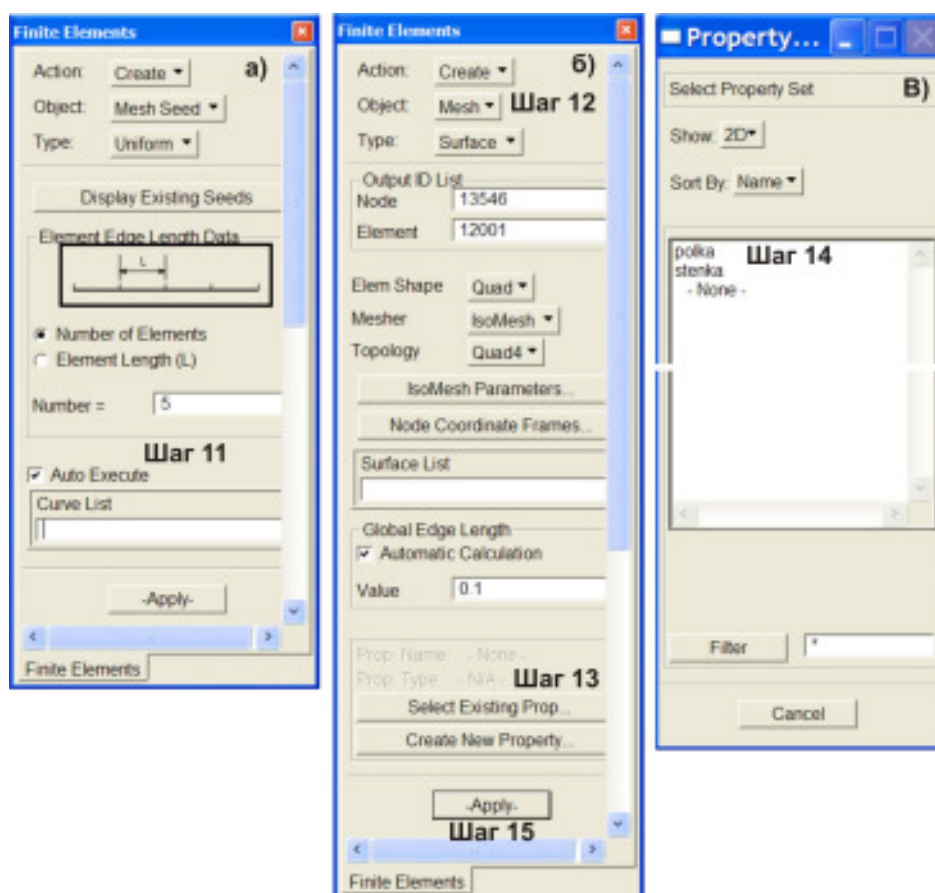 Finite Elements
Action: Create а)
Object: Mesh Seed
Type: Uniform
Display Existing Seeds
Element Edge Length Data
L
Number of Elements
Element Length (L)
Number = 5
Шаг 11
Auto Execute
Curve List
-Apply-
Finite Elements
Finite Elements
Action: Create б)
Object: Mesh Шаг 12
Type: Surface
Output ID List
Node 13546
Element 12001
Elem Shape Quad
Mesher IsoMesh
Topology Quad4
IsoMesh Parameters...
Node Coordinate Frames...
Surface List
Global Edge Length
Automatic Calculation
Value 0.1
Prop. Name: - None -
Prop. Type: - N/A - Шаг 13
Select Existing Prop...
Create New Property...
-Apply-
Шаг 15
Finite Elements
Property...
Select Property Set В)
Show: 2D
Sort By: Name
polka Шаг 14
stenka
- None -
Filter *
Cancel